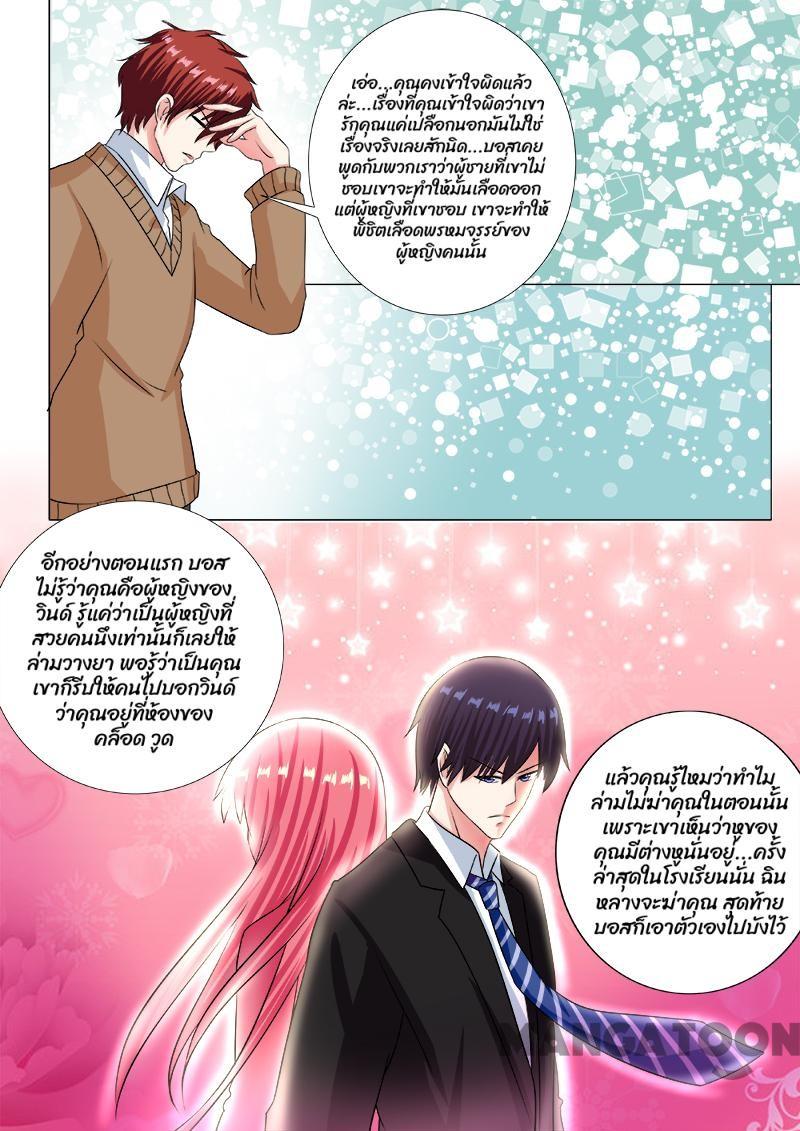 เอ่อ...คุณคงเข้าใจผิดแล้ว
ล่ะ...เรื่องที่คุณเข้าใจผิดว่าเขา
รักคุณแค่เปลือกนอกมันไม่ใช่
เรื่องจริงเลยสักนิด...บอสเคย
พูดกับพวกเราว่าผู้ชายที่เขาไม่
ชอบเขาจะทำให้มันเลือดออก
แต่ผู้หญิงที่เขาชอบ เขาจะทำให้
พิชิตเลือดพรหมจรรย์ของ
ผู้หญิงคนนั้น
อีกอย่างตอนแรก บอส
ไม่รู้ว่าคุณคือผู้หญิงของ
วินด์ รู้แค่ว่าเป็นผู้หญิงที่
สวยคนนึงเท่านั้นก็เลยให้
ล่ามวางยา พอรู้ว่าเป็นคุณ
เขาก็รีบให้คนไปบอกวินด์
ว่าคุณอยู่ที่ห้องของ
คล็อด วูด
แล้วคุณรู้ไหมว่าทำไม
ล่ามไม่ฆ่าคุณในตอนนั้น
เพราะเขาเห็นว่าหูของ
คุณมีต่างหูนั่นอยู่...ครั้ง
ล่าสุดในโรงเรียนนั่น ฉิน
หลางจะฆ่าคุณ สุดท้าย
บอสก็เอาตัวเองไปบังไว้
MANGATOON